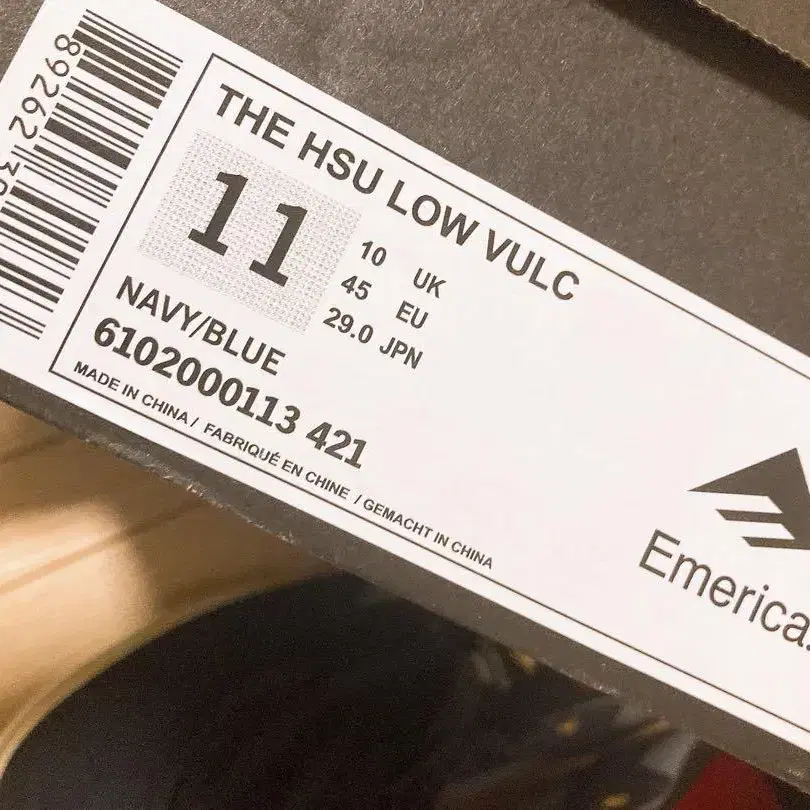 THE HSU LOW VULC
11
10 UK
45 EU
29.0 JPN
NAVY/BLUE
6102000113 421
MADE IN CHINA / FABRIQUÉ EN CHINE / GEMACHT IN CHINA
Emerica.
89262